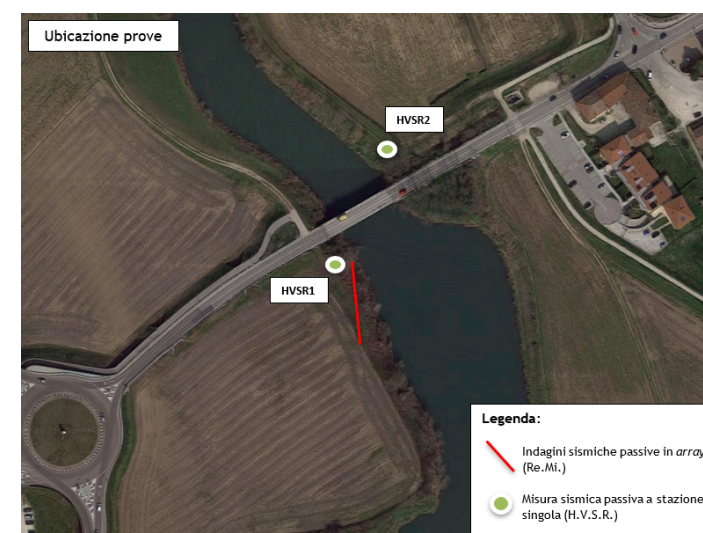 Ubicazione prove
HVSR2
HVSR1
Legenda:
Indagini sismiche passive in array
(Re.Mi.)
Misura sismica passiva a stazione
singola (H.V.S.R.)